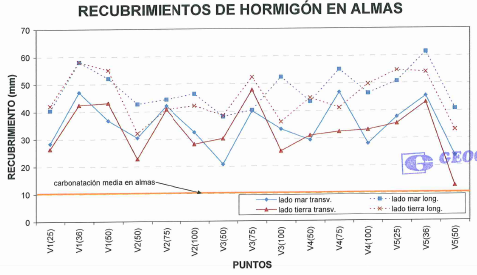 RECUBRIMIENTOS DE HORMIGÓN EN ALMAS
RECUBRIMIENTO (mm)
70
60
50
40
30
20
10
0
carbonatación media en almas
GEO
lado mar transv.
lado mar long.
lado tierra transv.
lado tierra long.
V1(25)
V1(36)
V1(50)
V2(50)
V2(75)
V2(100)
V3(50)
V3(75)
V3(100)
V4(50)
V4(75)
V4(100)
V5(25)
V5(36)
V5(50)
PUNTOS